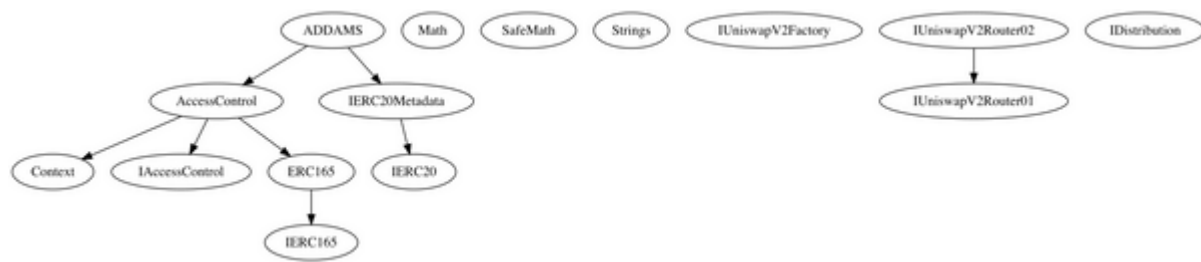 ADDAMS
Math
SafeMath
Strings
IUniswapV2Factory
IUniswapV2Router02
IDistribution
AccessControl
IERC20Metadata
IUniswapV2Router01
Context
IAccessControl
ERC165
IERC20
IERC165